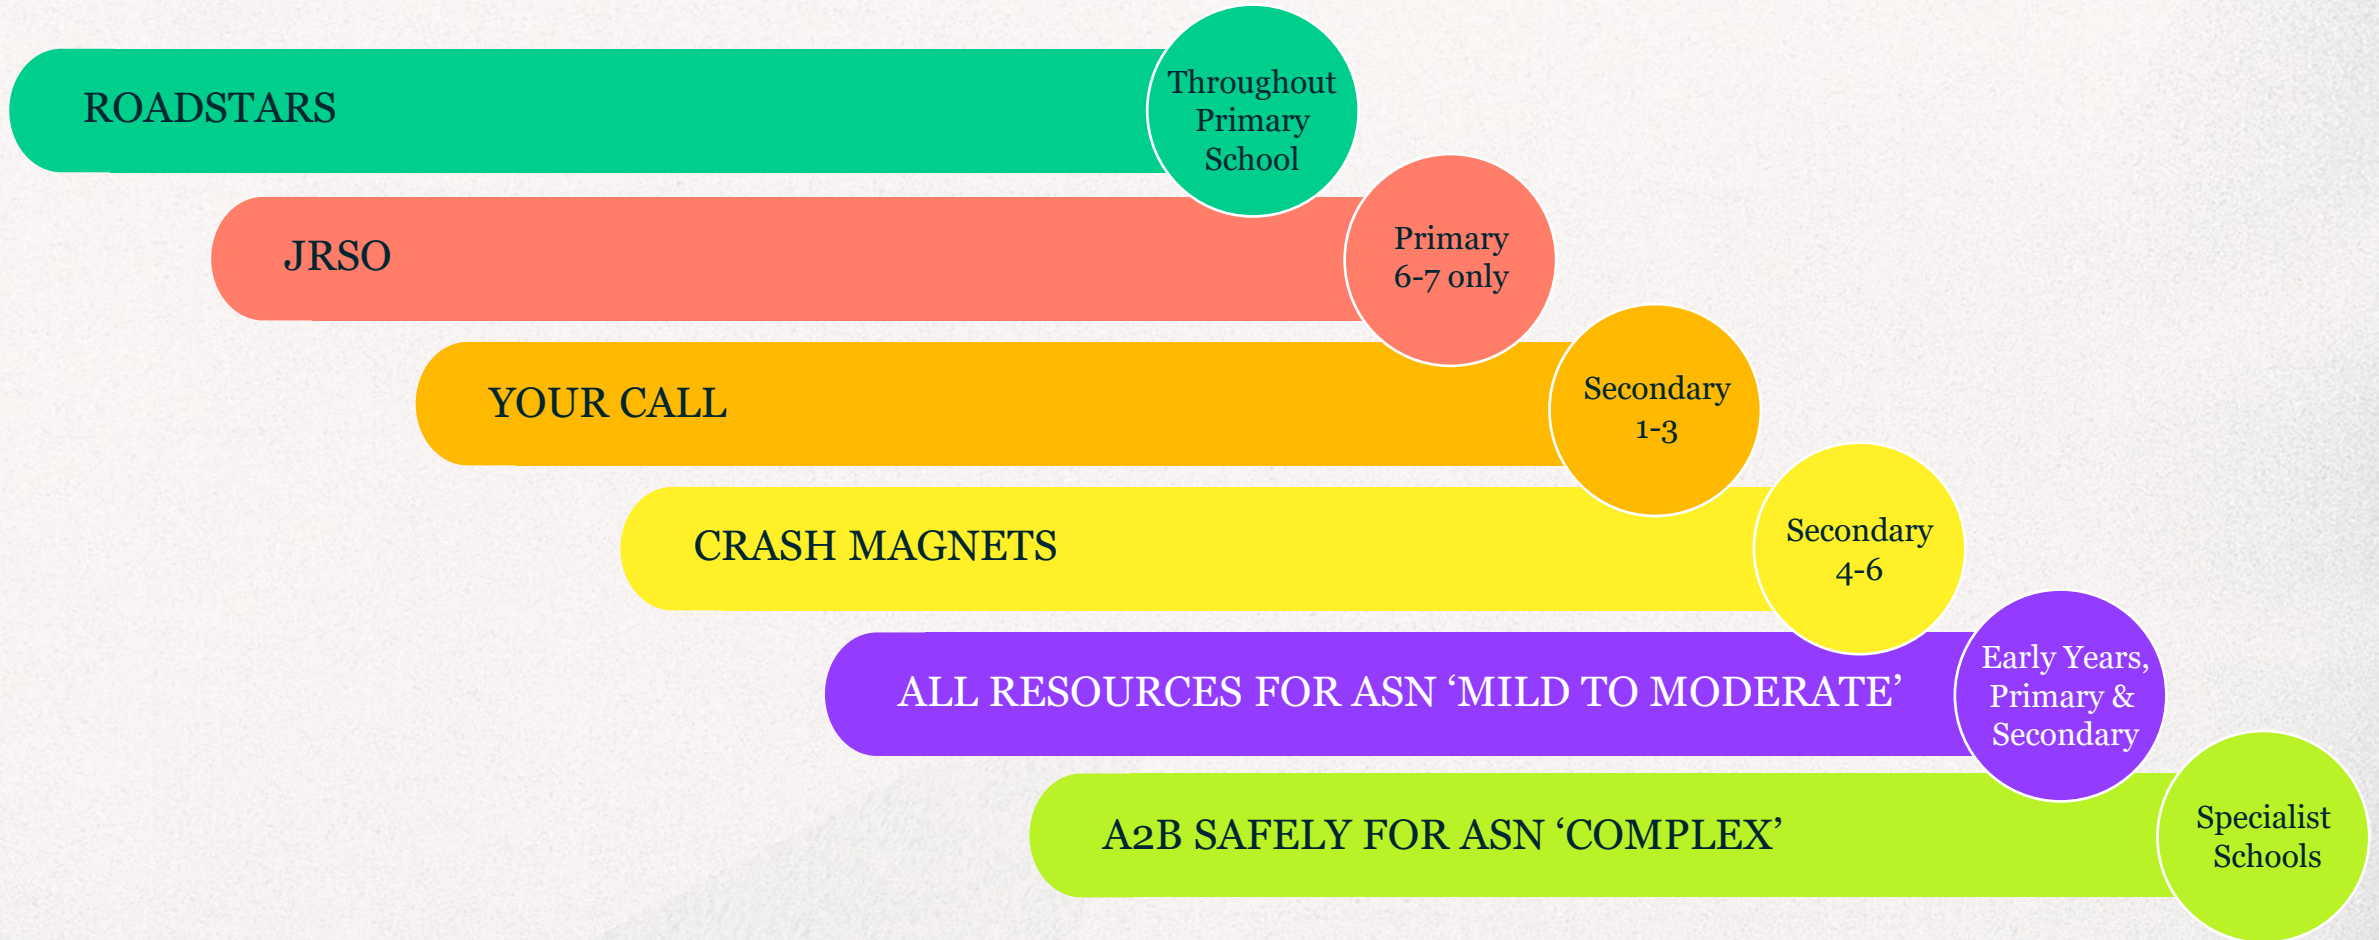 ROADSTARS
Throughout
Primary
School
JRSO
Primary
6-7 only
YOUR CALL
Secondary
1-3
CRASH MAGNETS
Secondary
4-6
ALL RESOURCES FOR ASN ‘MILD TO MODERATE’
Early Years,
Primary &
Secondary
A2B SAFELY FOR ASN ‘COMPLEX’
Specialist
Schools